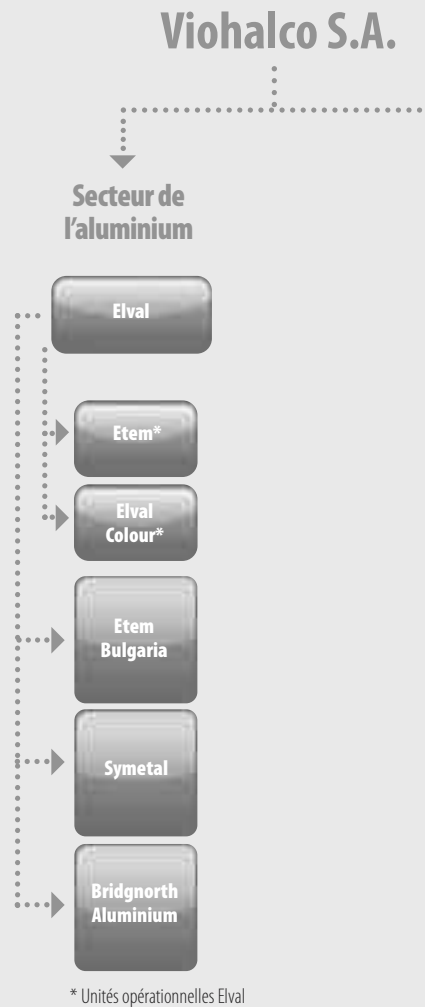 Viohalco S.A.
Secteur de
l'aluminium
Elval
Etem*
Elval
Colour*
Etem
Bulgaria
Symetal
Bridgnorth
Aluminium
* Unités opérationnelles Elval